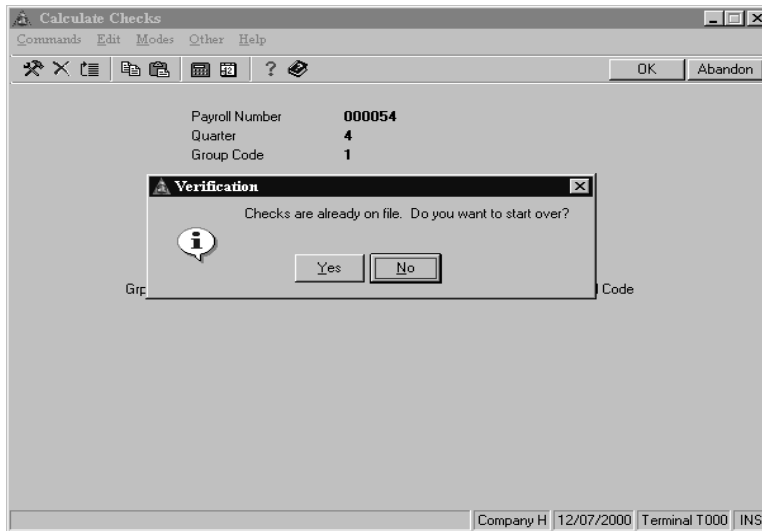 Calculate Checks
Commands Edit Modes Other Help
OK Abandon
Payroll Number 000054
Quarter 4
Group Code 1
Verification
Checks are already on file. Do you want to start over?
Yes No
Grp Code
Company H 12/07/2000 Terminal T000 INS